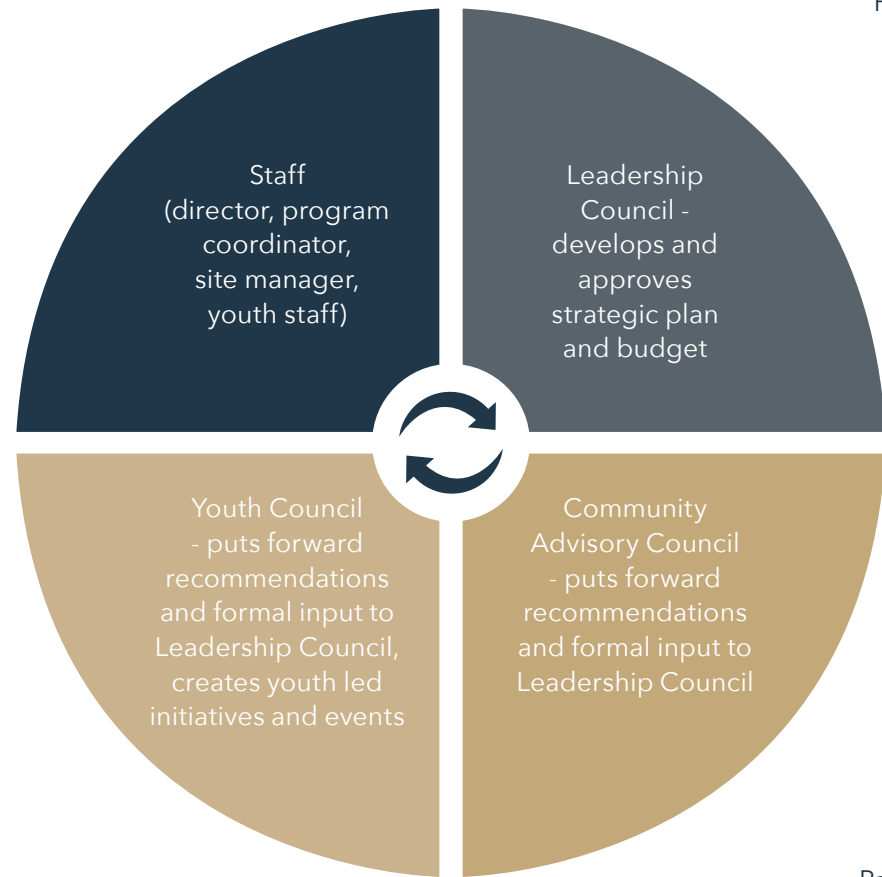 Staff
(director, program
coordinator,
site manager,
youth staff)
Leadership
Council -
develops and
approves
strategic plan
and budget
Youth Council
- puts forward
recommendations
and formal input to
Leadership Council,
creates youth led
initiatives and events
Community
Advisory Council
- puts forward
recommendations
and formal input to
Leadership Council